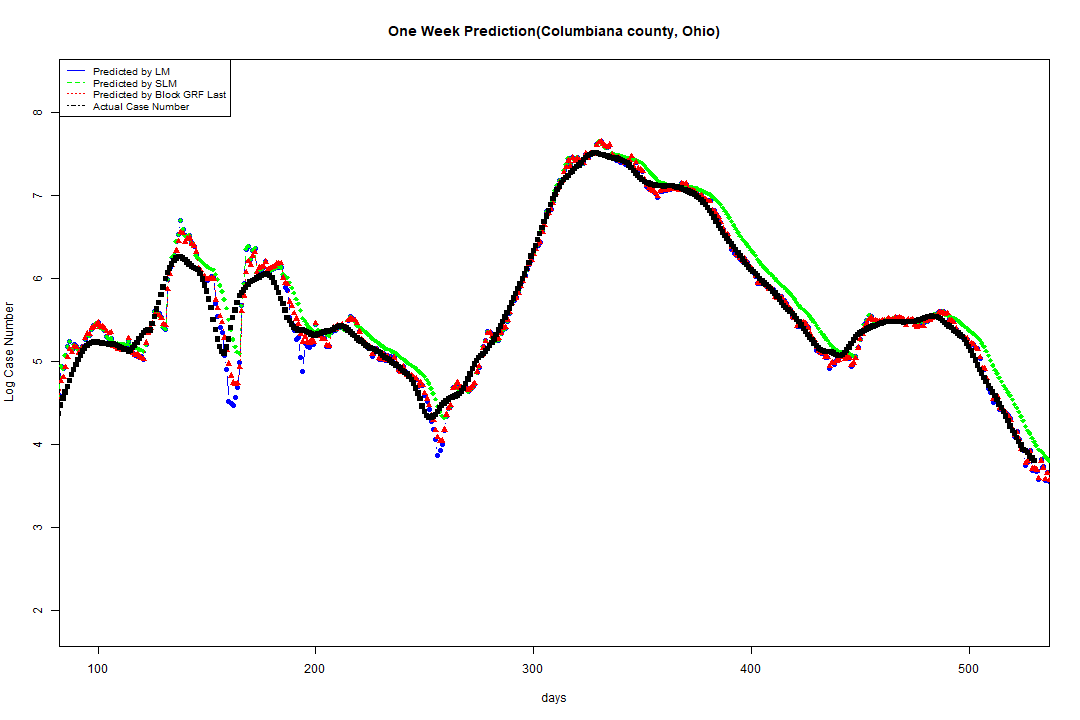 One Week Prediction(Columbiana county, Ohio)
Predicted by LM
Predicted by SLM
Predicted by Block GRF Last
Actual Case Number
8
7
6
5
4
3
2
Log Case Number
100 200 300 400 500
days